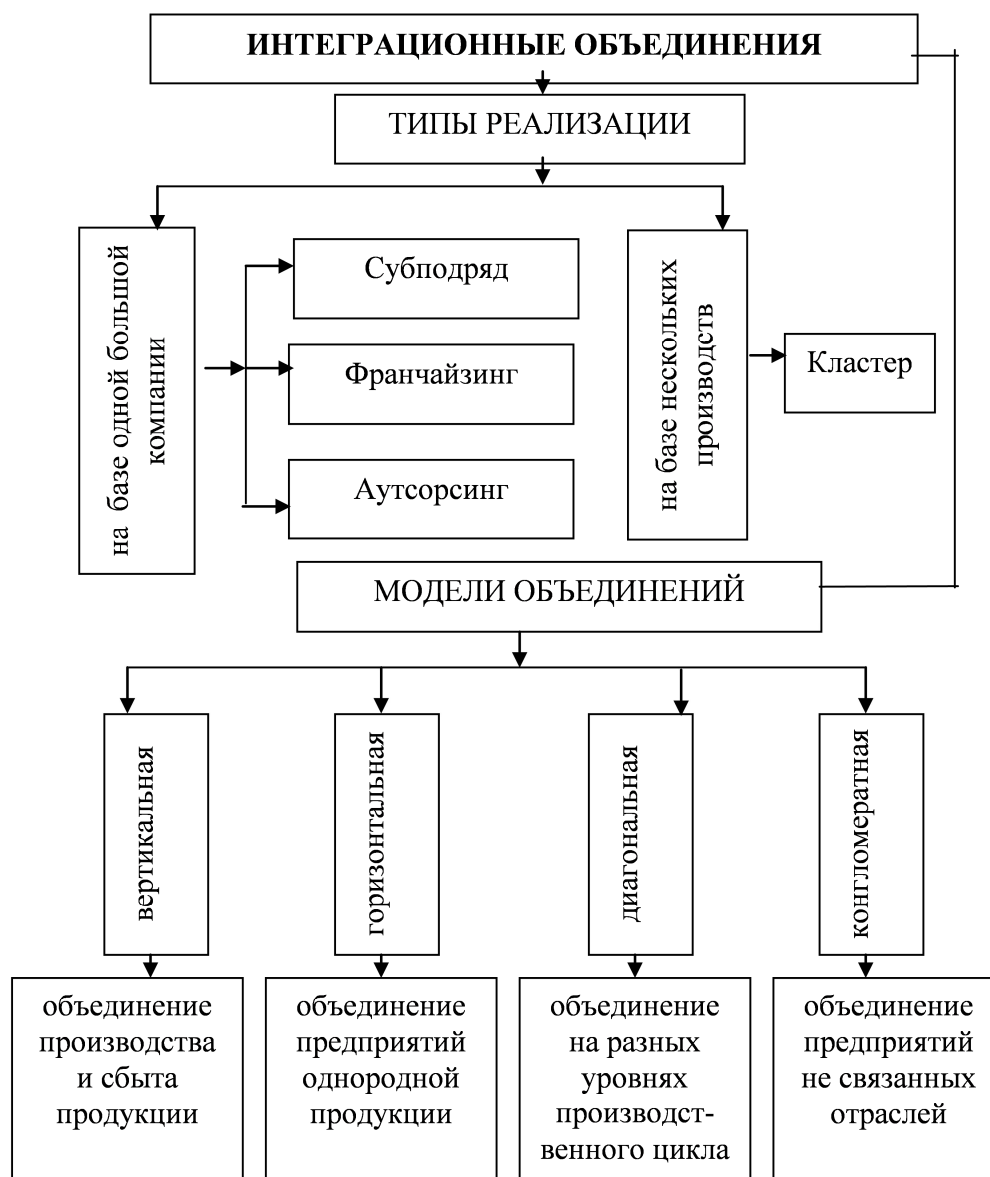 ИНТЕГРАЦИОННЫЕ ОБЪЕДИНЕНИЯ
ТИПЫ РЕАЛИЗАЦИИ
на базе одной большой
компании
Субподряд
Франчайзинг
Аутсорсинг
на базе нескольких
производств
Кластер
МОДЕЛИ ОБЪЕДИНЕНИЙ
вертикальная
горизонтальная
диагональная
конгломератная
объединение
производства
и сбыта
продукции
объединение
предприятий
однородной
продукции
объединение
на разных
уровнях
производст-
венного цикла
объединение
предприятий
не связанных
отраслей